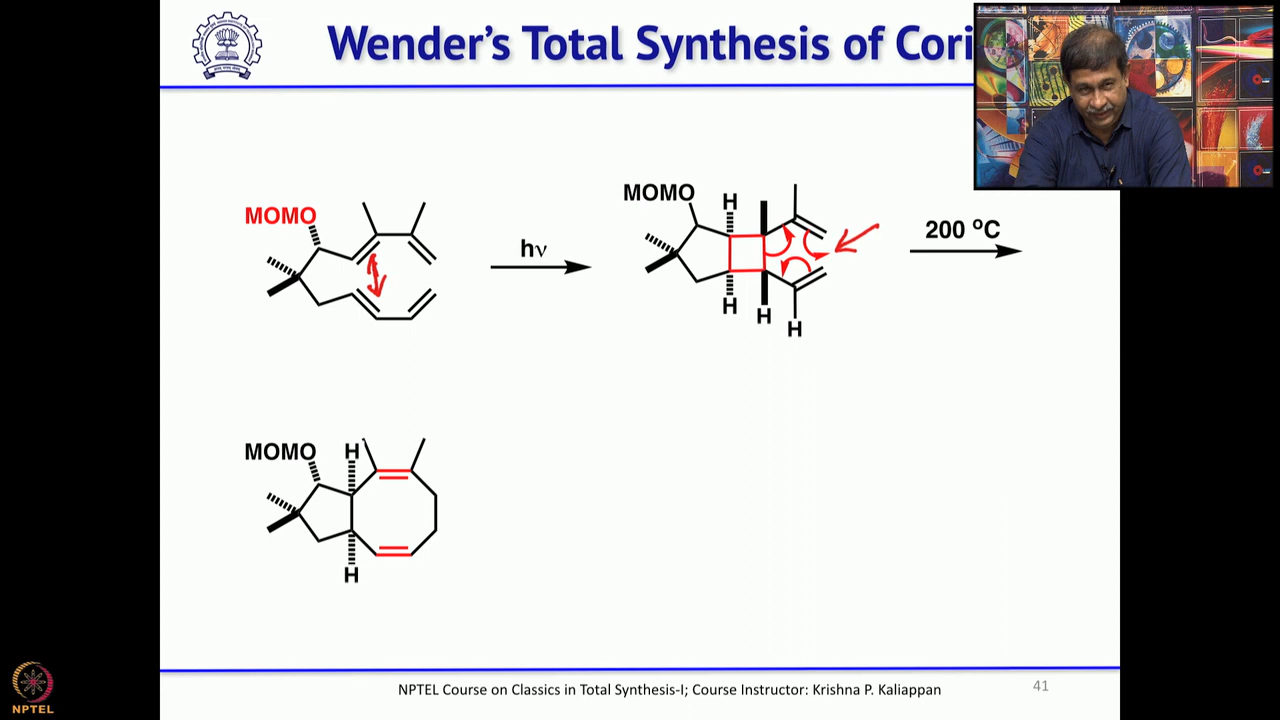 Wender's Total Synthesis of Cori
MOMO
H
MOMO
hν
200 ºC
H
H
H
MOMO
H
H
NPTEL Course on Classics in Total Synthesis-I; Course Instructor: Krishna P. Kaliappan
41
NPTEL